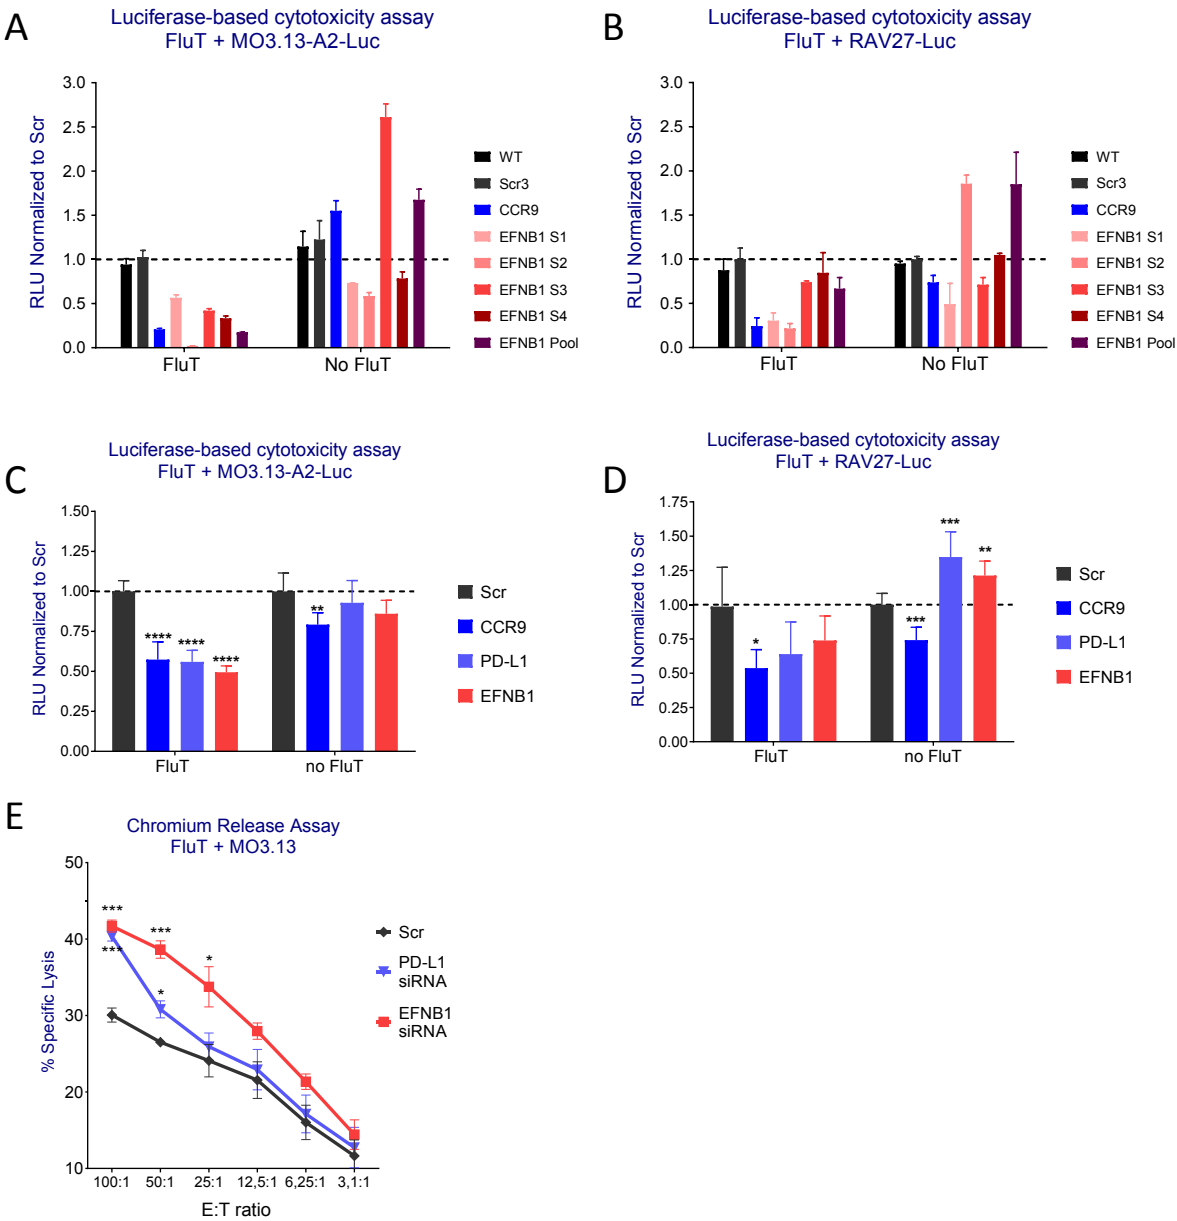 A
Luciferase-based cytotoxicity assay
FluT + MO3.13-A2-Luc
RLU Normalized to Scr
3.0
2.5
2.0
1.5
1.0
0.5
0.0
FluT
No FluT
WT
Scr3
CCR9
EFNB1 S1
EFNB1 S2
EFNB1 S3
EFNB1 S4
EFNB1 Pool
B
Luciferase-based cytotoxicity assay
FluT + RAV27-Luc
RLU Normalized to Scr
3.0
2.5
2.0
1.5
1.0
0.5
0.0
FluT
No FluT
WT
Scr3
CCR9
EFNB1 S1
EFNB1 S2
EFNB1 S3
EFNB1 S4
EFNB1 Pool
C
Luciferase-based cytotoxicity assay
FluT + MO3.13-A2-Luc
RLU Normalized to Scr
1.50
1.25
1.00
0.75
0.50
0.25
0.00
**** **** ****
**
FluT
no FluT
Scr
CCR9
PD-L1
EFNB1
D
Luciferase-based cytotoxicity assay
FluT + RAV27-Luc
RLU Normalized to Scr
1.75
1.50
1.25
1.00
0.75
0.50
0.25
0.00
*
***
***
**
FluT
no FluT
Scr
CCR9
PD-L1
EFNB1
E
Chromium Release Assay
FluT + MO3.13
% Specific Lysis
50
40
30
20
10
***
***
***
*
*
100:1 50:1 25:1 12,5:1 6,25:1 3,1:1
E:T ratio
Scr
PD-L1
siRNA
EFNB1
siRNA